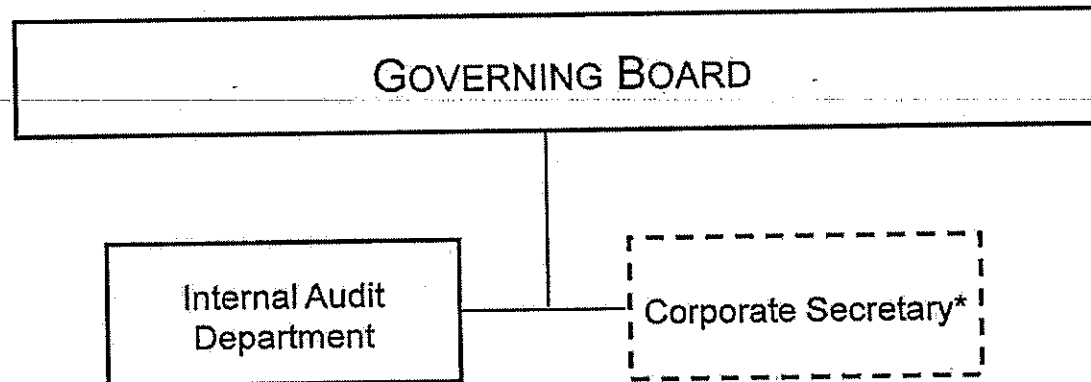 GOVERNING BOARD
Internal Audit
Department
Corporate Secretary*